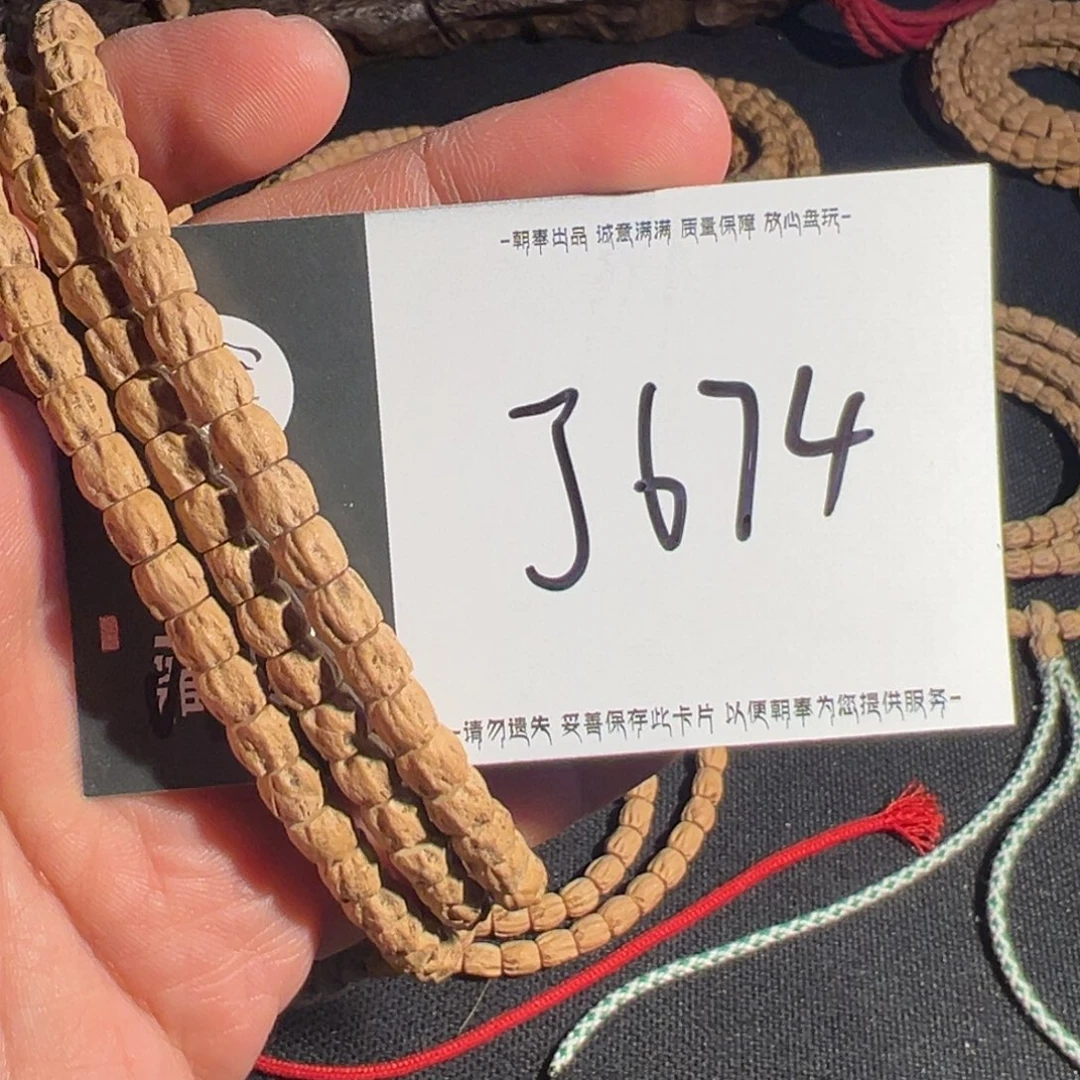 -朝奉出品 诚意满满 质量保障 放心盘玩-
J674
-请勿遗失 妥善保存此卡片 以便朝奉为您提供服务-